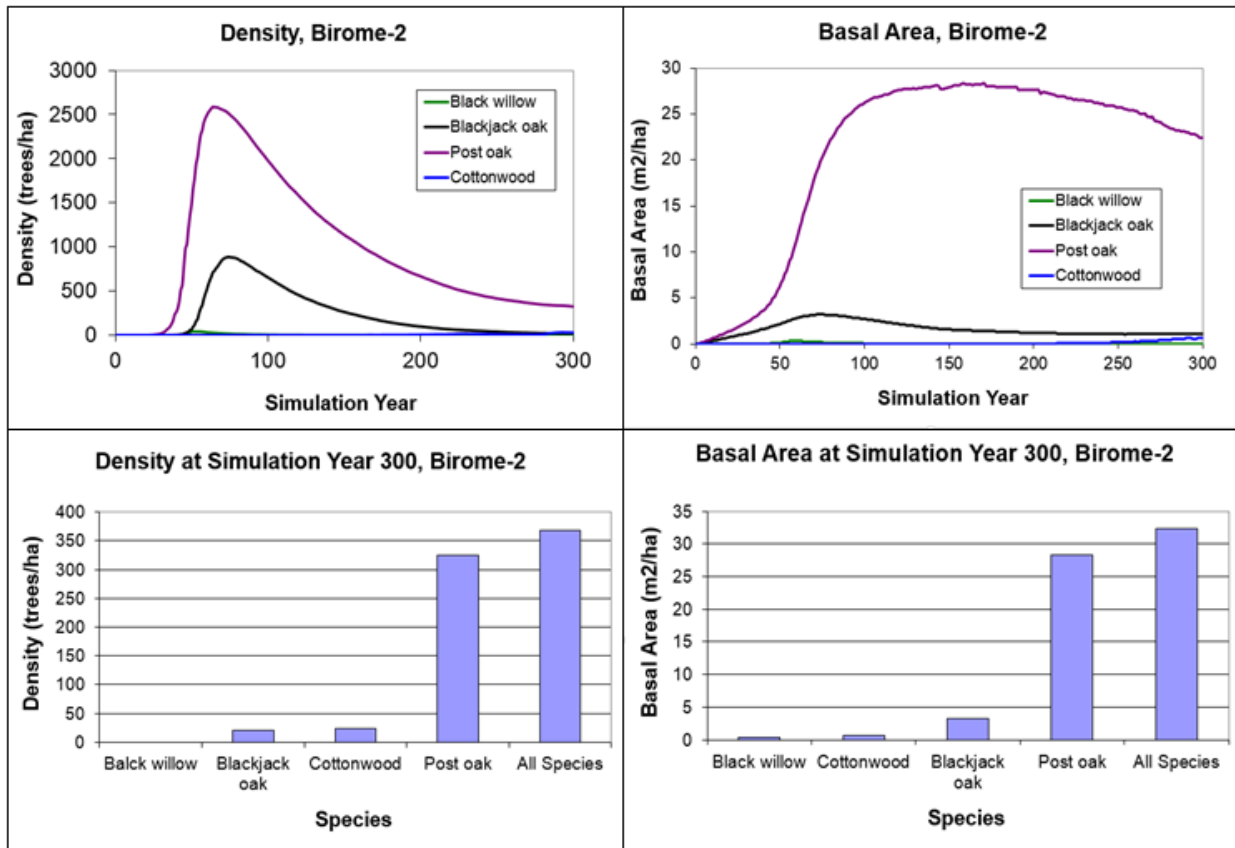 Density, Birome-2
3000
2500
2000
1500
1000
500
0
Density (trees/ha)
0 100 200 300
Simulation Year
Black willow
Blackjack oak
Post oak
Cottonwood
Basal Area, Birome-2
30
25
20
15
10
5
0
Basal Area (m2/ha)
0 50 100 150 200 250 300
Simulation Year
Black willow
Blackjack oak
Post oak
Cottonwood
Density at Simulation Year 300, Birome-2
400
350
300
250
200
150
100
50
0
Density (trees/ha)
Balck willow Blackjack Cottonwood Post oak All Species
oak
Species
Basal Area at Simulation Year 300, Birome-2
35
30
25
20
15
10
5
0
Basal Area (m2/ha)
Black willow Cottonwood Blackjack Post oak All Species
oak
Species